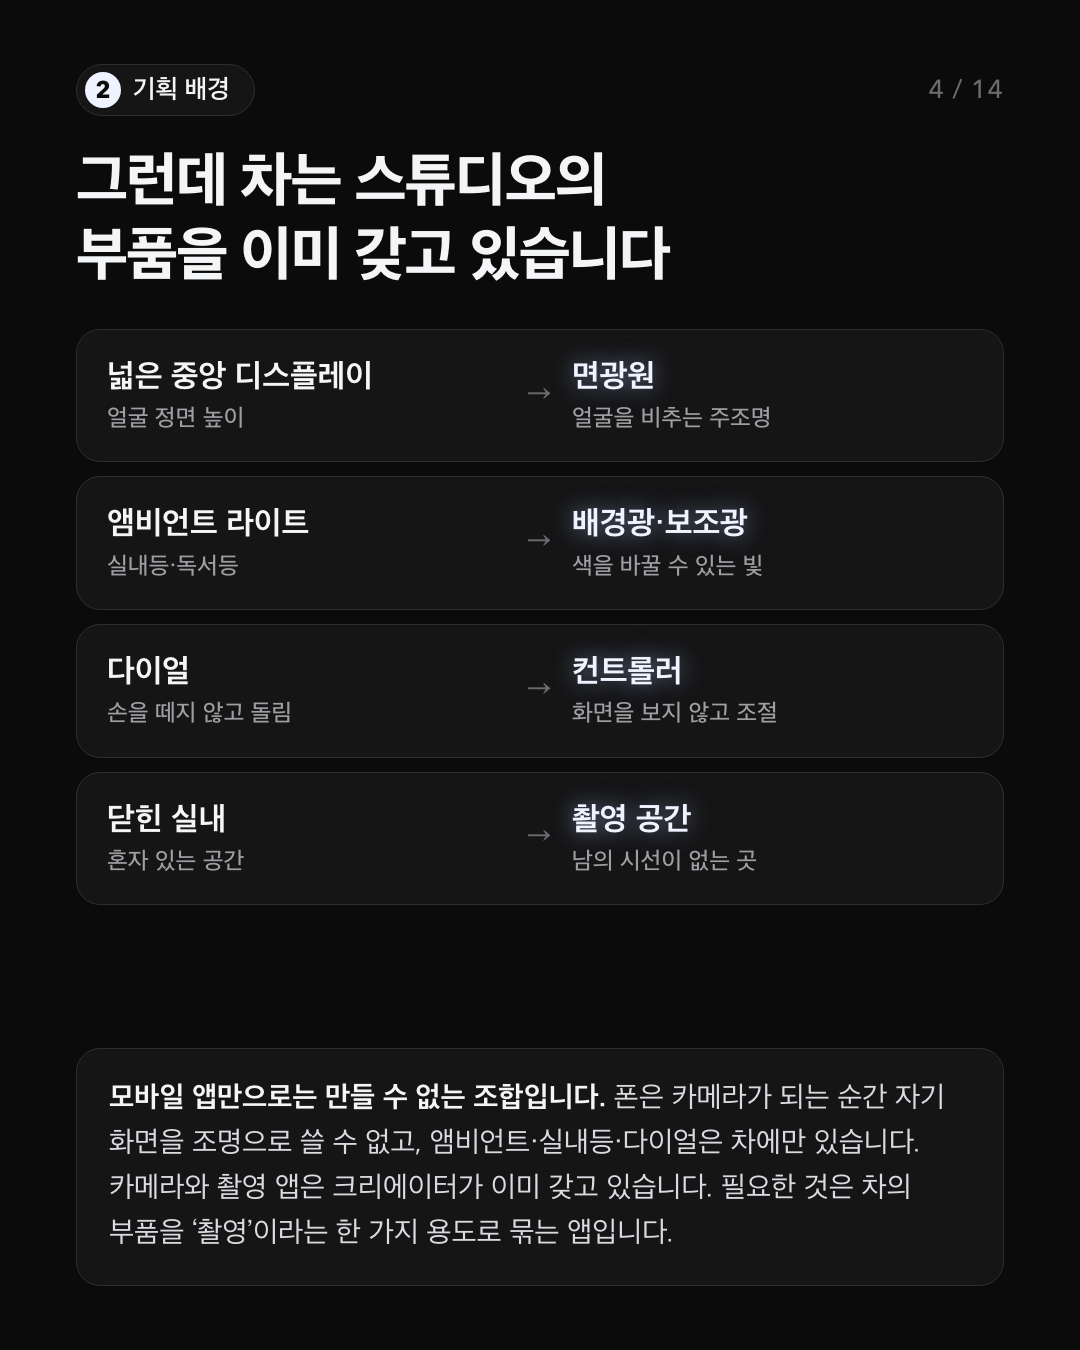 2 기획 배경
4 / 14
그런데 차는 스튜디오의
부품을 이미 갖고 있습니다
넓은 중앙 디스플레이
얼굴 정면 높이
→
면광원
얼굴을 비추는 주조명
앰비언트 라이트
실내등·독서등
→
배경광·보조광
색을 바꿀 수 있는 빛
다이얼
손을 떼지 않고 돌림
→
컨트롤러
화면을 보지 않고 조절
닫힌 실내
혼자 있는 공간
→
촬영 공간
남의 시선이 없는 곳
모바일 앱만으로는 만들 수 없는 조합입니다. 폰은 카메라가 되는 순간 자기
화면을 조명으로 쓸 수 없고, 앰비언트·실내등·다이얼은 차에만 있습니다.
카메라와 촬영 앱은 크리에이터가 이미 갖고 있습니다. 필요한 것은 차의
부품을 ‘촬영’이라는 한 가지 용도로 묶는 앱입니다.